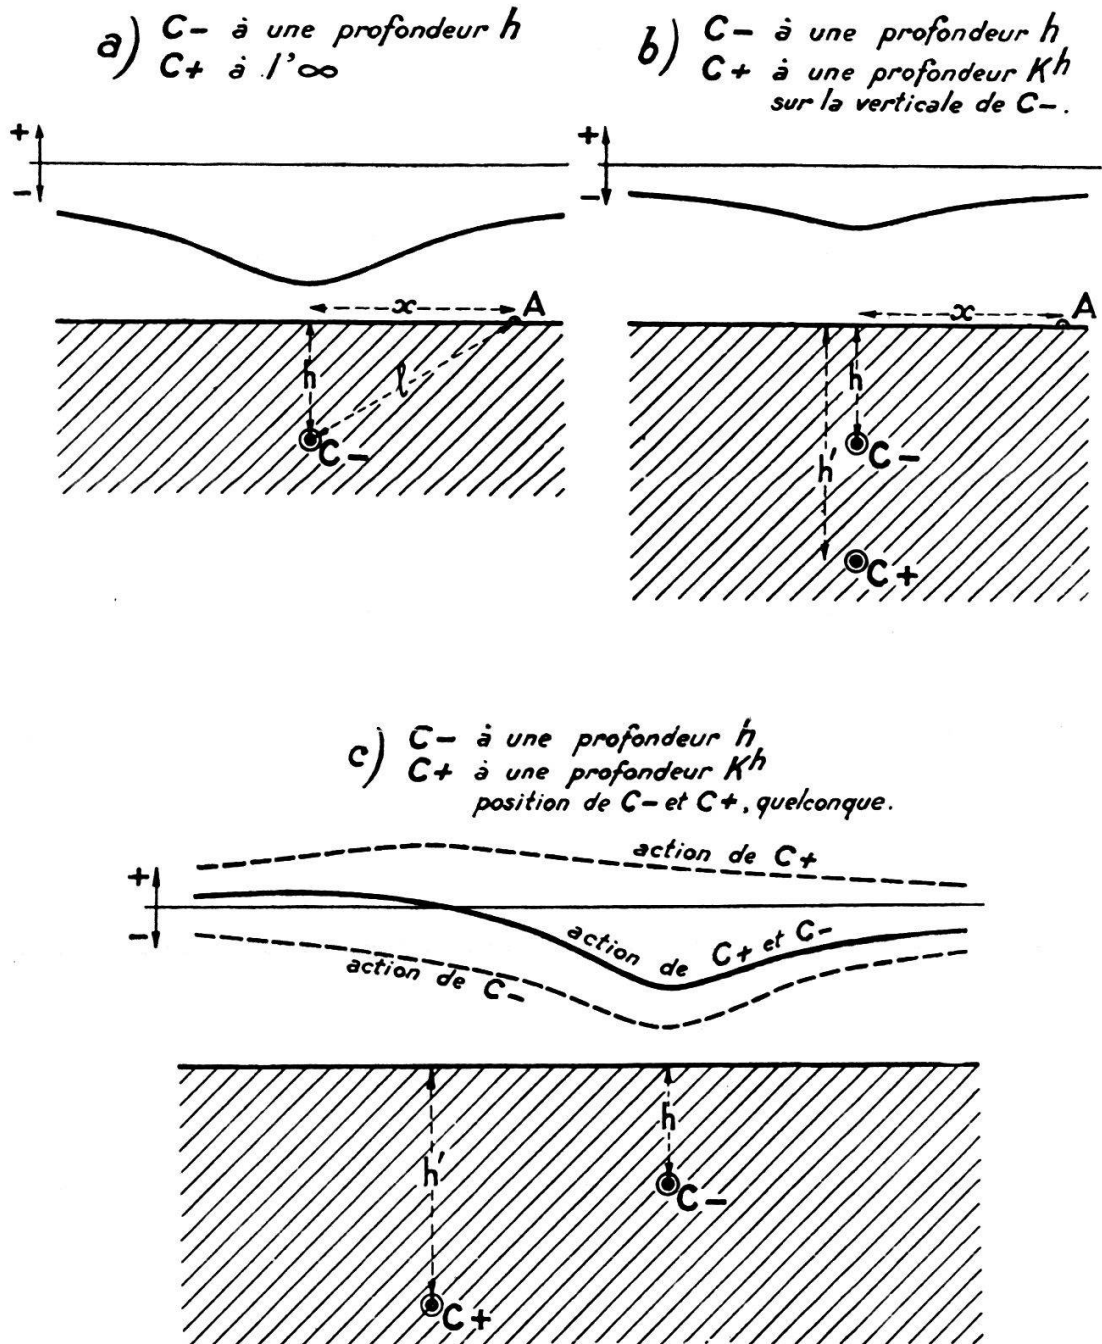 a) C- à une profondeur h
C+ à l'∞
+
-
x
A
h
l
C-
b) C- à une profondeur h
C+ à une profondeur Kh
sur la verticale de C-.
+
-
x
A
h
C-
h'
C+
c) C- à une profondeur h
C+ à une profondeur Kh
position de C- et C+, quelconque.
action de C+
+
-
action de C+ et C-
action de C-
h
h'
C-
C+